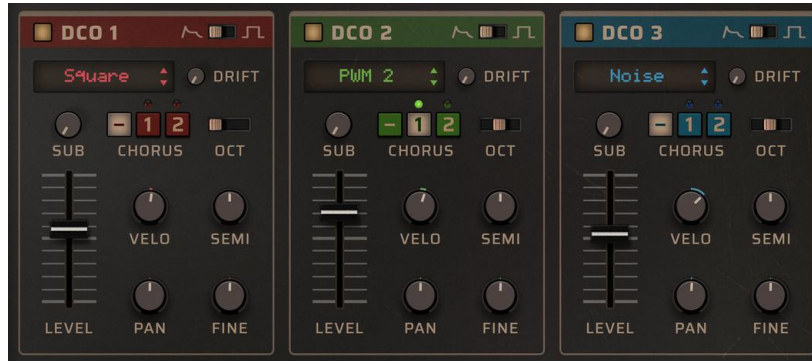 DCO 1
Square
DRIFT
- 1 2
SUB CHORUS OCT
VELO SEMI
LEVEL PAN FINE
DCO 2
PWM 2
DRIFT
- 1 2
SUB CHORUS OCT
VELO SEMI
LEVEL PAN FINE
DCO 3
Noise
DRIFT
- 1 2
SUB CHORUS OCT
VELO SEMI
LEVEL PAN FINE